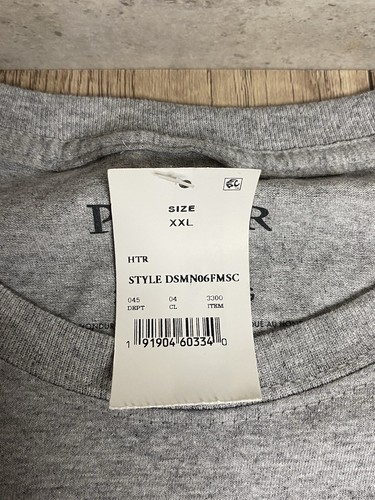 SIZE
XXL
HTR
STYLE DSMN06FMSC
045 04 3300
DEPT CL ITEM
1 91904 60334 0